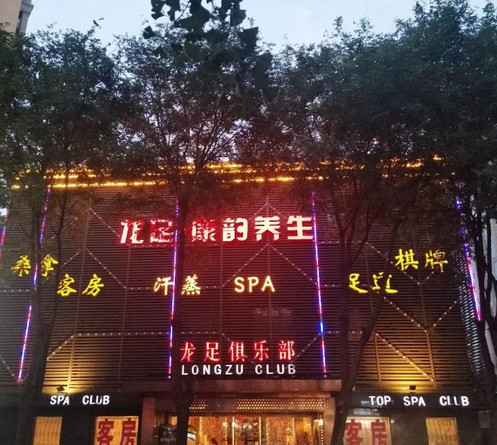 龙足康韵养生
桑拿 客房 汗蒸 SPA 足道 棋牌
龙足俱乐部
LONGZU CLUB
SPA CLUB
TOP SPA CLUB
客房
客房